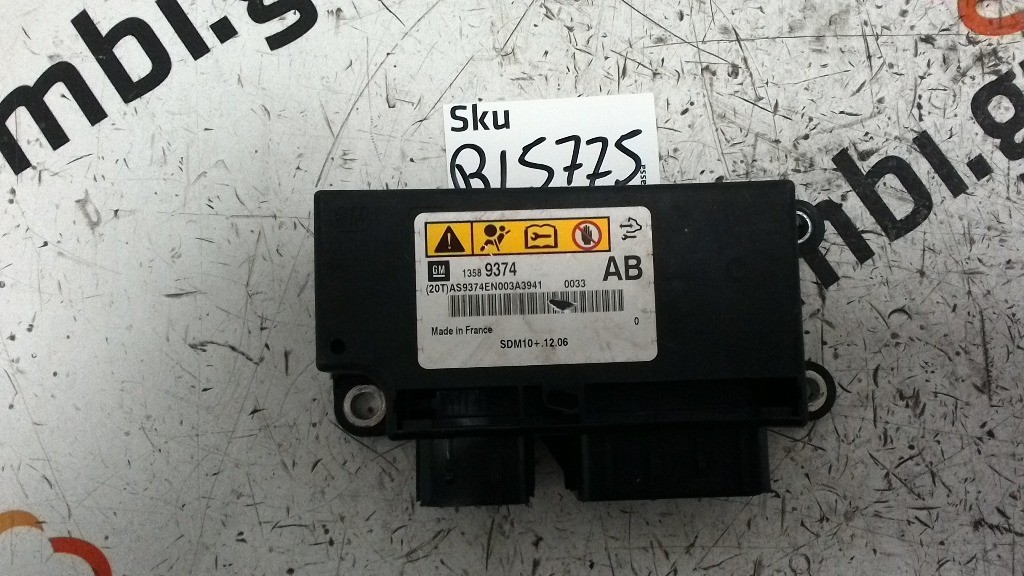 mbl.g
mbl.g
Sku
B15775
GM 1358 9374 AB
(20T)AS9374EN003A3941 0033
0
Made in France
SDM10+.12.06